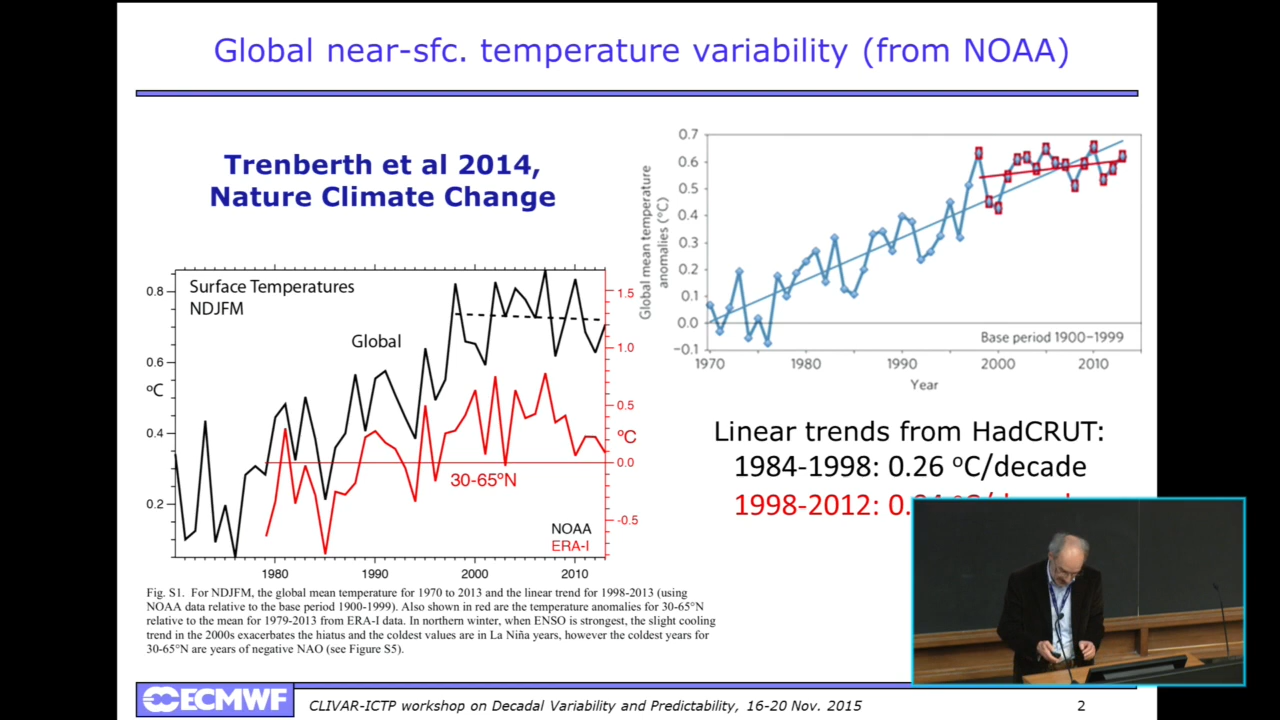 Global near-sfc. temperature variability (from NOAA)
Trenberth et al 2014,
Nature Climate Change
Surface Temperatures
NDJFM
Global
30-65ºN
NOAA
ERA-I
ºC
0.8
0.6
0.4
0.2
1.5
1.0
0.5
ºC
0.0
-0.5
1980
1990
2000
2010
Fig. S1. For NDJFM, the global mean temperature for 1970 to 2013 and the linear trend for 1998-2013 (using
NOAA data relative to the base period 1900-1999). Also shown in red are the temperature anomalies for 30-65°N
relative to the mean for 1979-2013 from ERA-I data. In northern winter, when ENSO is strongest, the slight cooling
trend in the 2000s exacerbates the hiatus and the coldest values are in La Niña years, however the coldest years for
30-65°N are years of negative NAO (see Figure S5).
Global mean temperature
anomalies (°C)
0.7
0.6
0.5
0.4
0.3
0.2
0.1
0.0
−0.1
Base period 1900−1999
1970
1980
1990
2000
2010
Year
Linear trends from HadCRUT:
1984-1998: 0.26 ºC/decade
1998-2012: 0.
ECMWF
CLIVAR-ICTP workshop on Decadal Variability and Predictability, 16-20 Nov. 2015
2